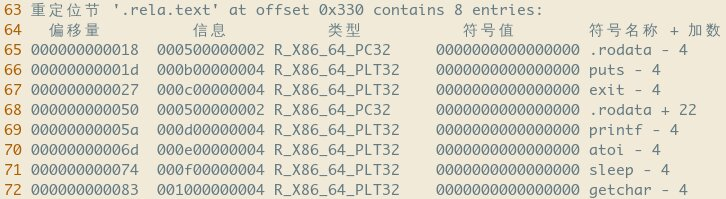 63 重定位节 '.rela.text' at offset 0x330 contains 8 entries:
64 偏移量 信息 类型 符号值 符号名称 + 加数
65 000000000018 000500000002 R_X86_64_PC32 0000000000000000 .rodata - 4
66 00000000001d 000b00000004 R_X86_64_PLT32 0000000000000000 puts - 4
67 000000000027 000c00000004 R_X86_64_PLT32 0000000000000000 exit - 4
68 000000000050 000500000002 R_X86_64_PC32 0000000000000000 .rodata + 22
69 00000000005a 000d00000004 R_X86_64_PLT32 0000000000000000 printf - 4
70 00000000006d 000e00000004 R_X86_64_PLT32 0000000000000000 atoi - 4
71 000000000074 000f00000004 R_X86_64_PLT32 0000000000000000 sleep - 4
72 000000000083 001000000004 R_X86_64_PLT32 0000000000000000 getchar - 4